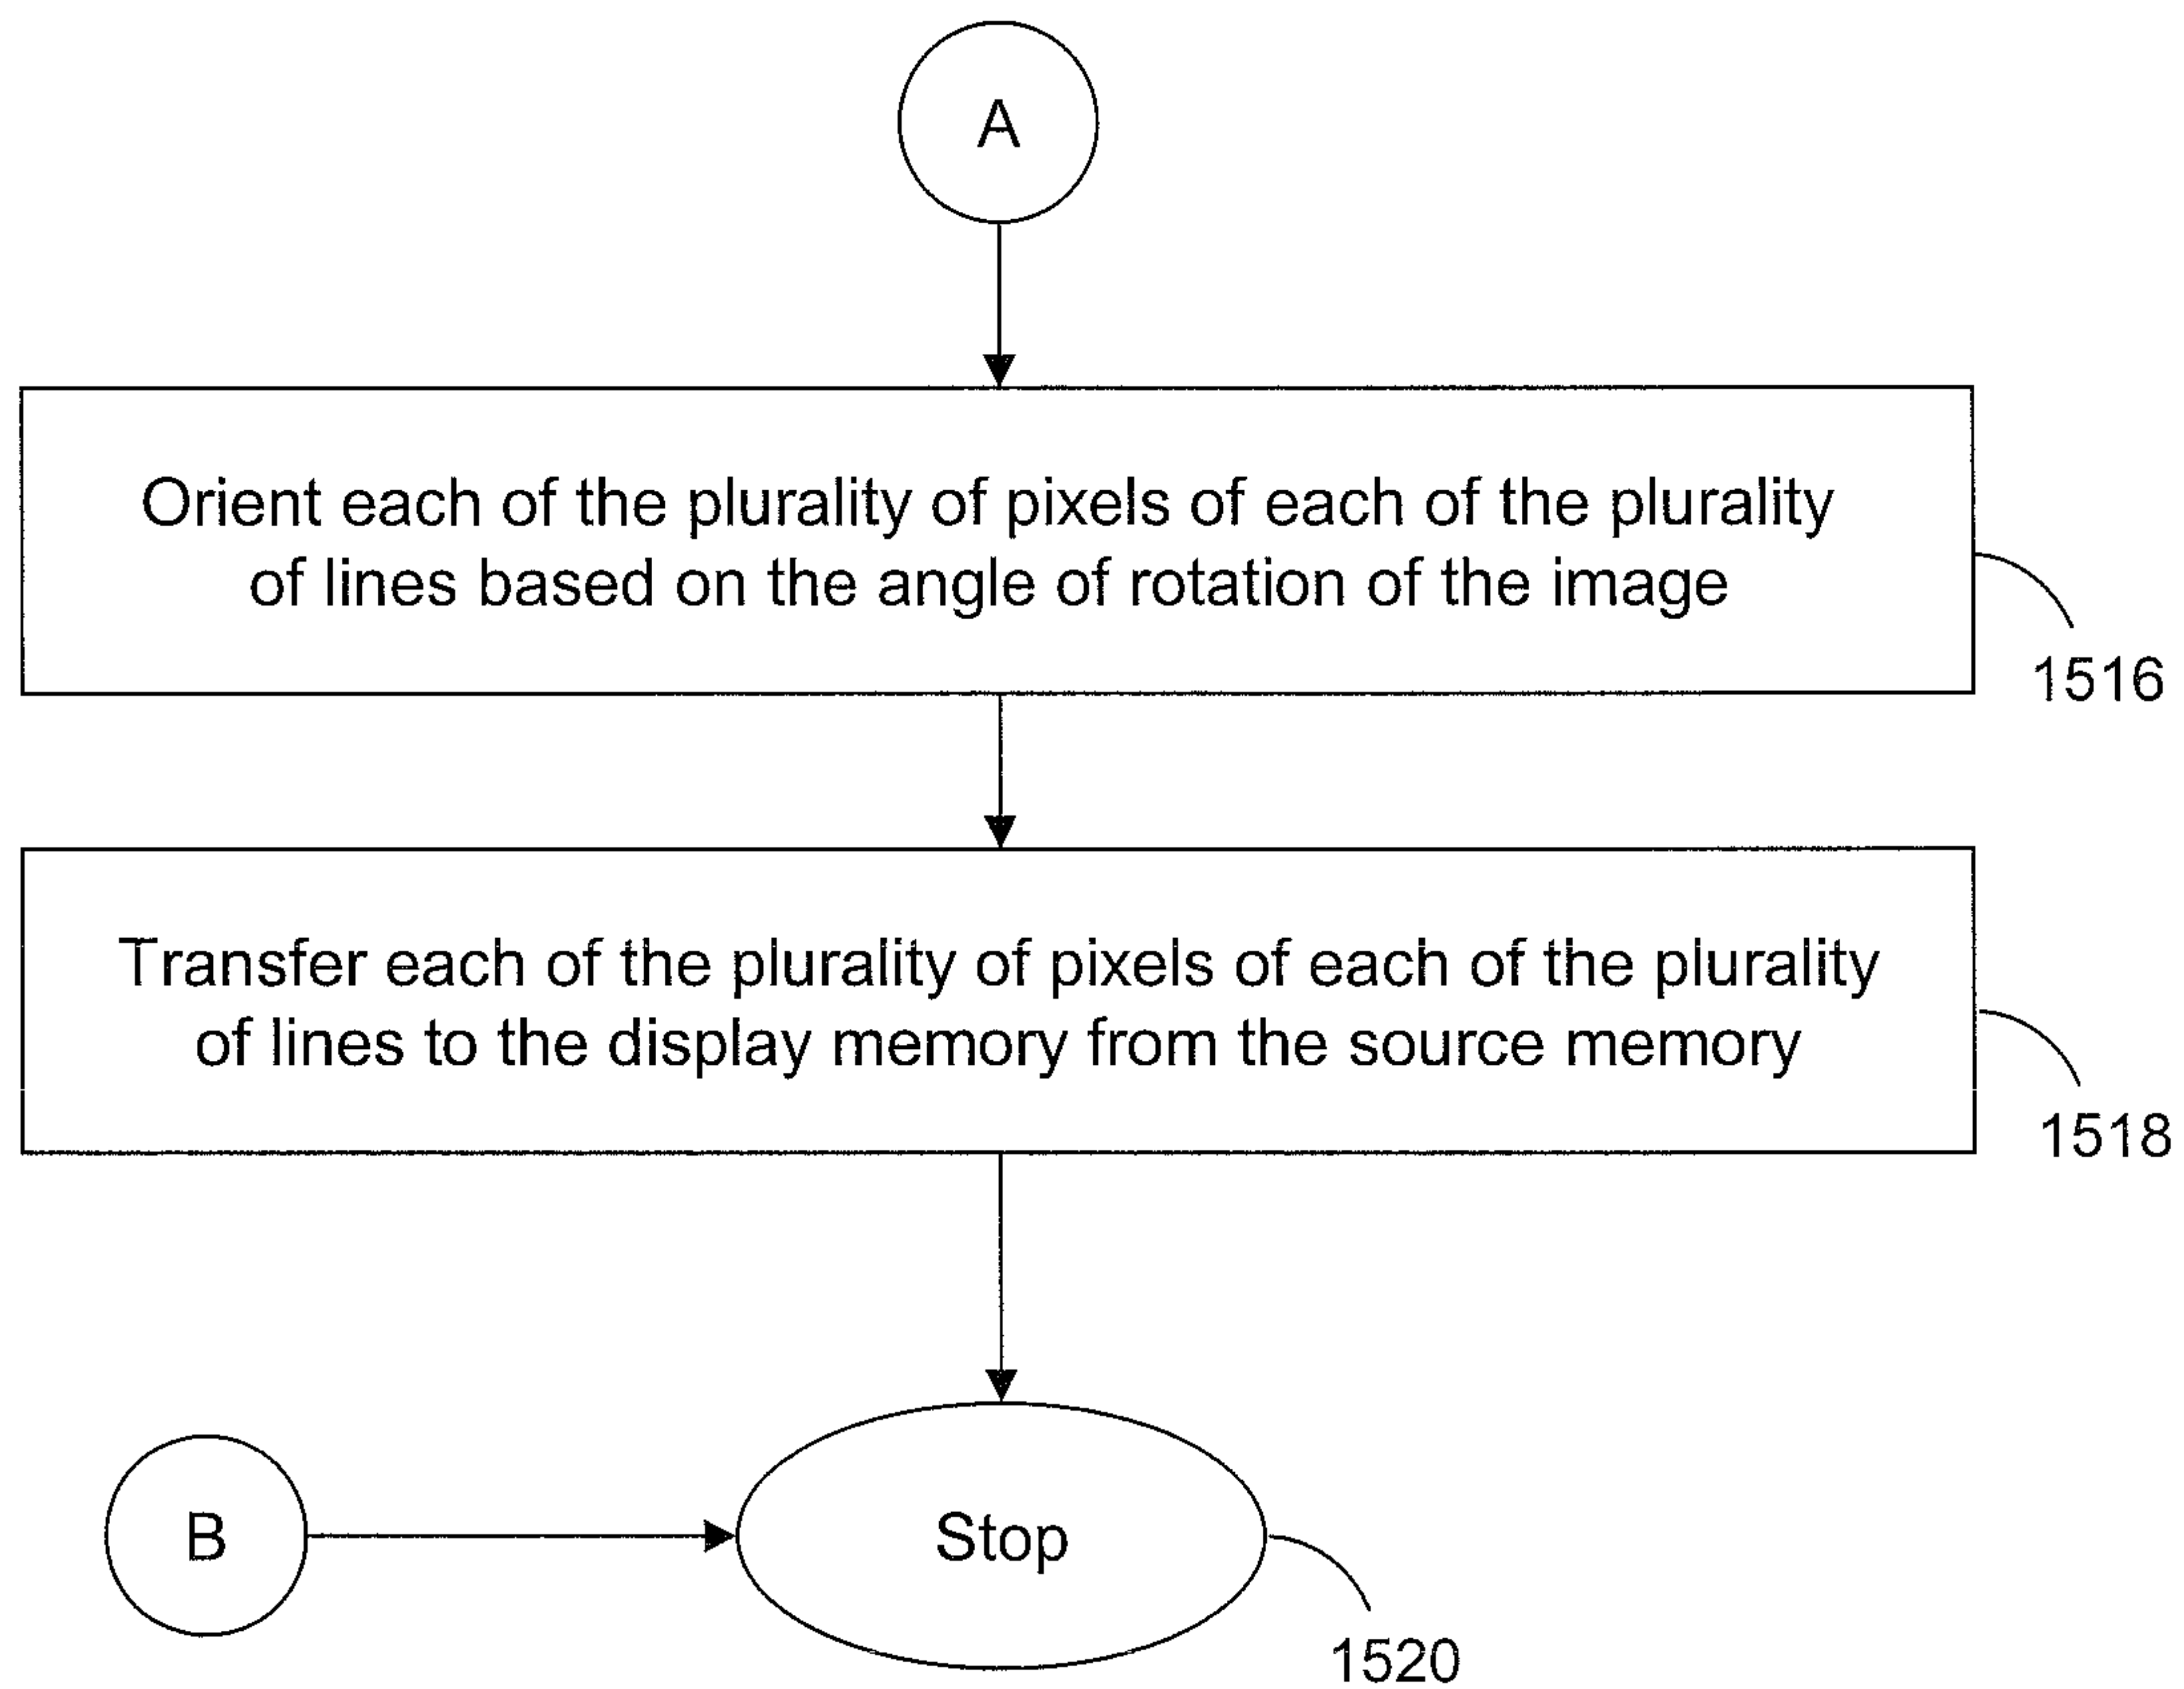 A
Orient each of the plurality of pixels of each of the plurality
of lines based on the angle of rotation of the image
1516
Transfer each of the plurality of pixels of each of the plurality
of lines to the display memory from the source memory
1518
B
Stop
1520